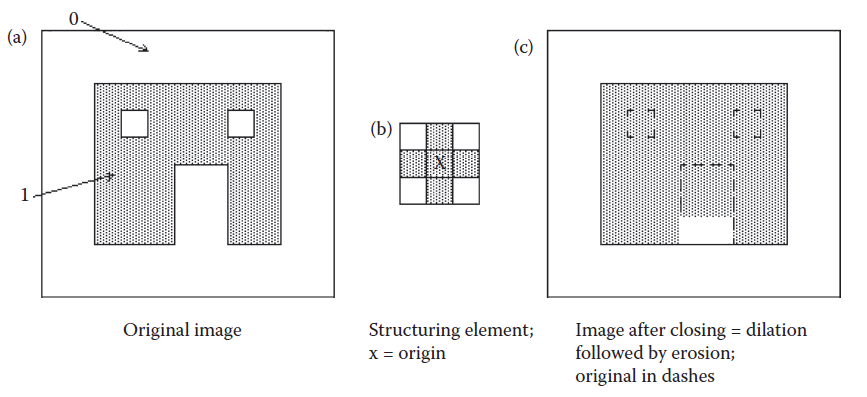 0
(a)
1
Original image
(b)
X
Structuring element;
x = origin
(c)
Image after closing = dilation
followed by erosion;
original in dashes